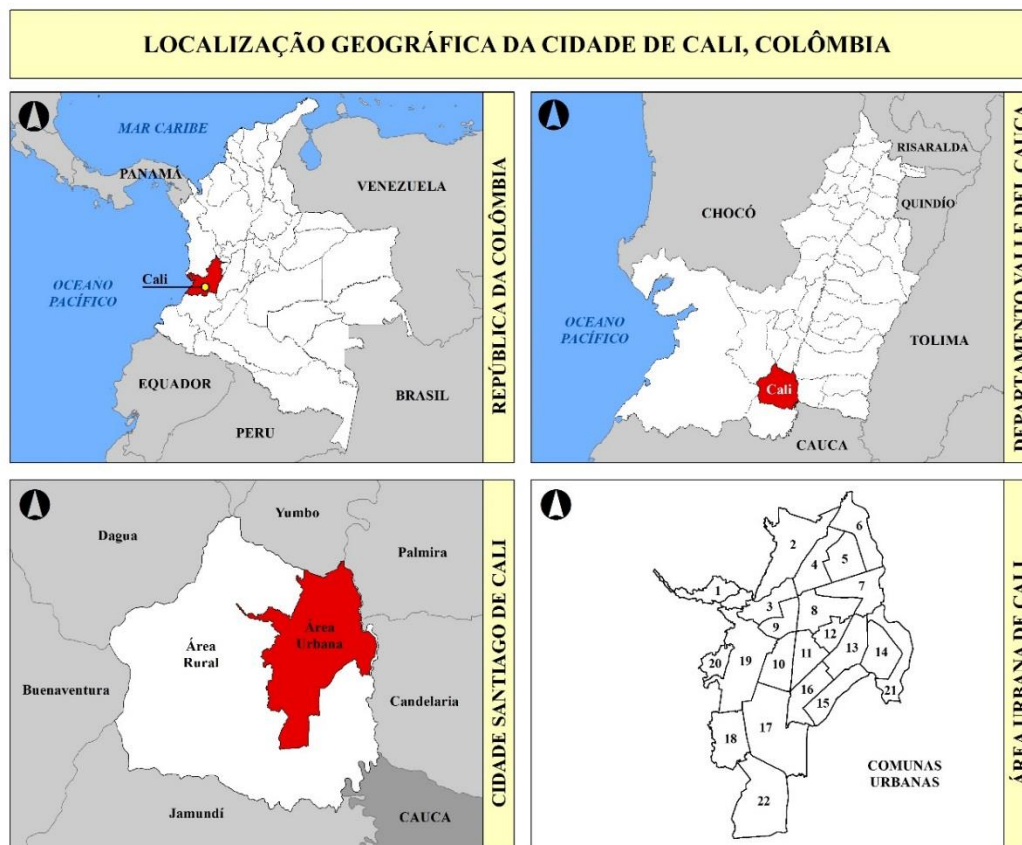 LOCALIZAÇÃO GEOGRÁFICA DA CIDADE DE CALI, COLÔMBIA
MAR CARIBE
PANAMÁ
VENEZUELA
Cali
OCEANO
PACÍFICO
EQUADOR
BRASIL
PERU
REPÚBLICA DA COLÔMBIA
RISARALDA
QUINDÍO
CHOCÓ
OCEANO
PACÍFICO
TOLIMA
Cali
CAUCA
DEPARTAMENTO VALLE DEL CAUCA
Yumbo
Dagua
Palmira
Área
Urbana
Área
Rural
Buenaventura
Candelaria
Jamundí
CAUCA
CIDADE SANTIAGO DE CALI
6
2
5
4
7
1
3
8
9
12
11
13
14
20
19
10
16
21
15
17
18
22
COMUNAS
URBANAS
ÁREA URBANA DE CALI